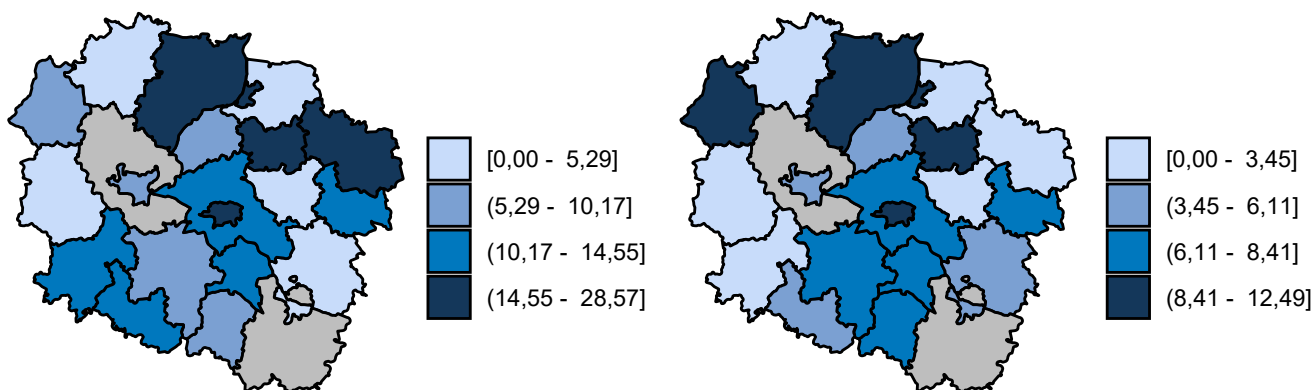 [0,00 - 5,29]
(5,29 - 10,17]
(10,17 - 14,55]
(14,55 - 28,57]
[0,00 - 3,45]
(3,45 - 6,11]
(6,11 - 8,41]
(8,41 - 12,49]